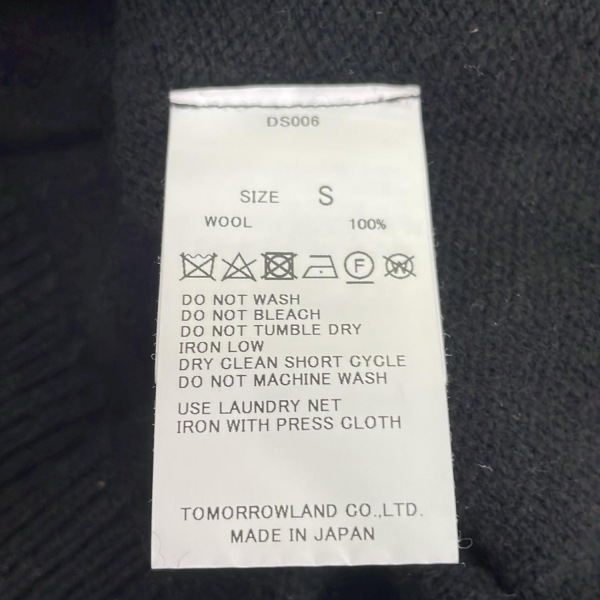 DS006
SIZE S
WOOL 100%
F W
DO NOT WASH
DO NOT BLEACH
DO NOT TUMBLE DRY
IRON LOW
DRY CLEAN SHORT CYCLE
DO NOT MACHINE WASH
USE LAUNDRY NET
IRON WITH PRESS CLOTH
TOMORROWLAND CO.,LTD.
MADE IN JAPAN